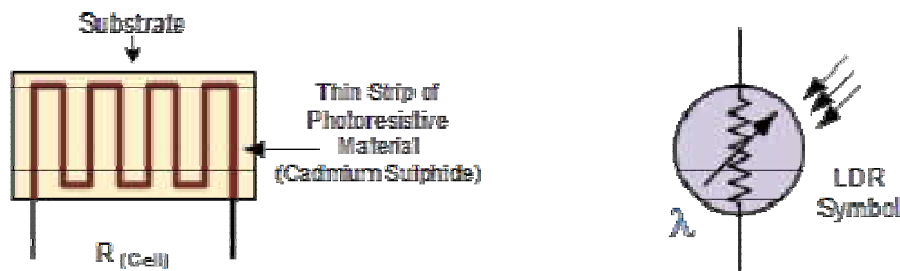 Substrate
Thin Strip of
Photoresistive
Material
(Cadmium Sulphide)
R (Cell)
λ
LDR
Symbol